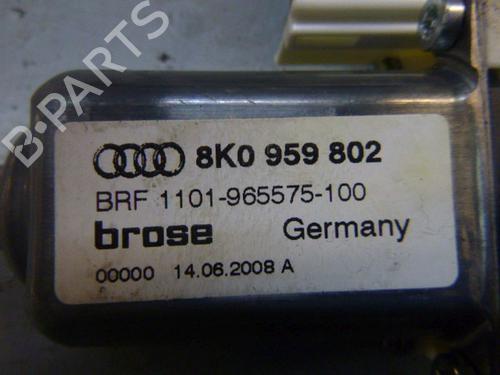 B-PARTS
8K0 959 802
BRF 1101-965575-100
brose Germany
00000 14.06.2008 A